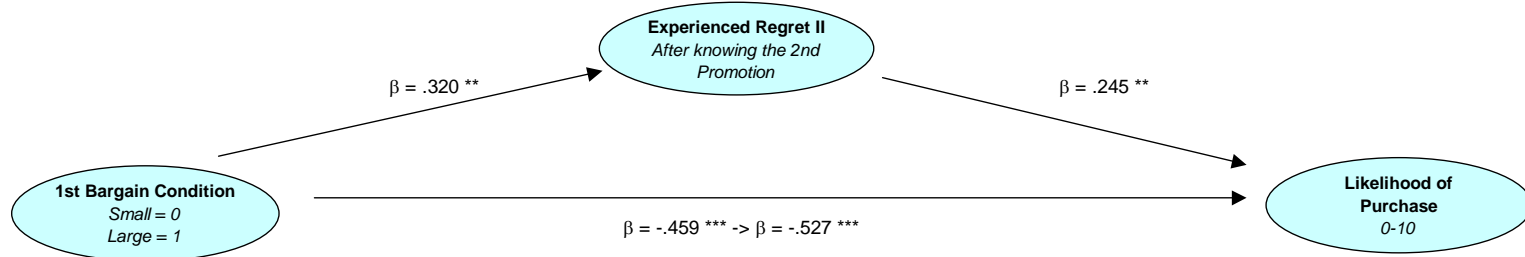 Experienced Regret II
After knowing the 2nd
Promotion
β = .320 **
β = .245 **
1st Bargain Condition
Small = 0
Large = 1
Likelihood of
Purchase
0-10
β = -.459 *** -> β = -.527 ***